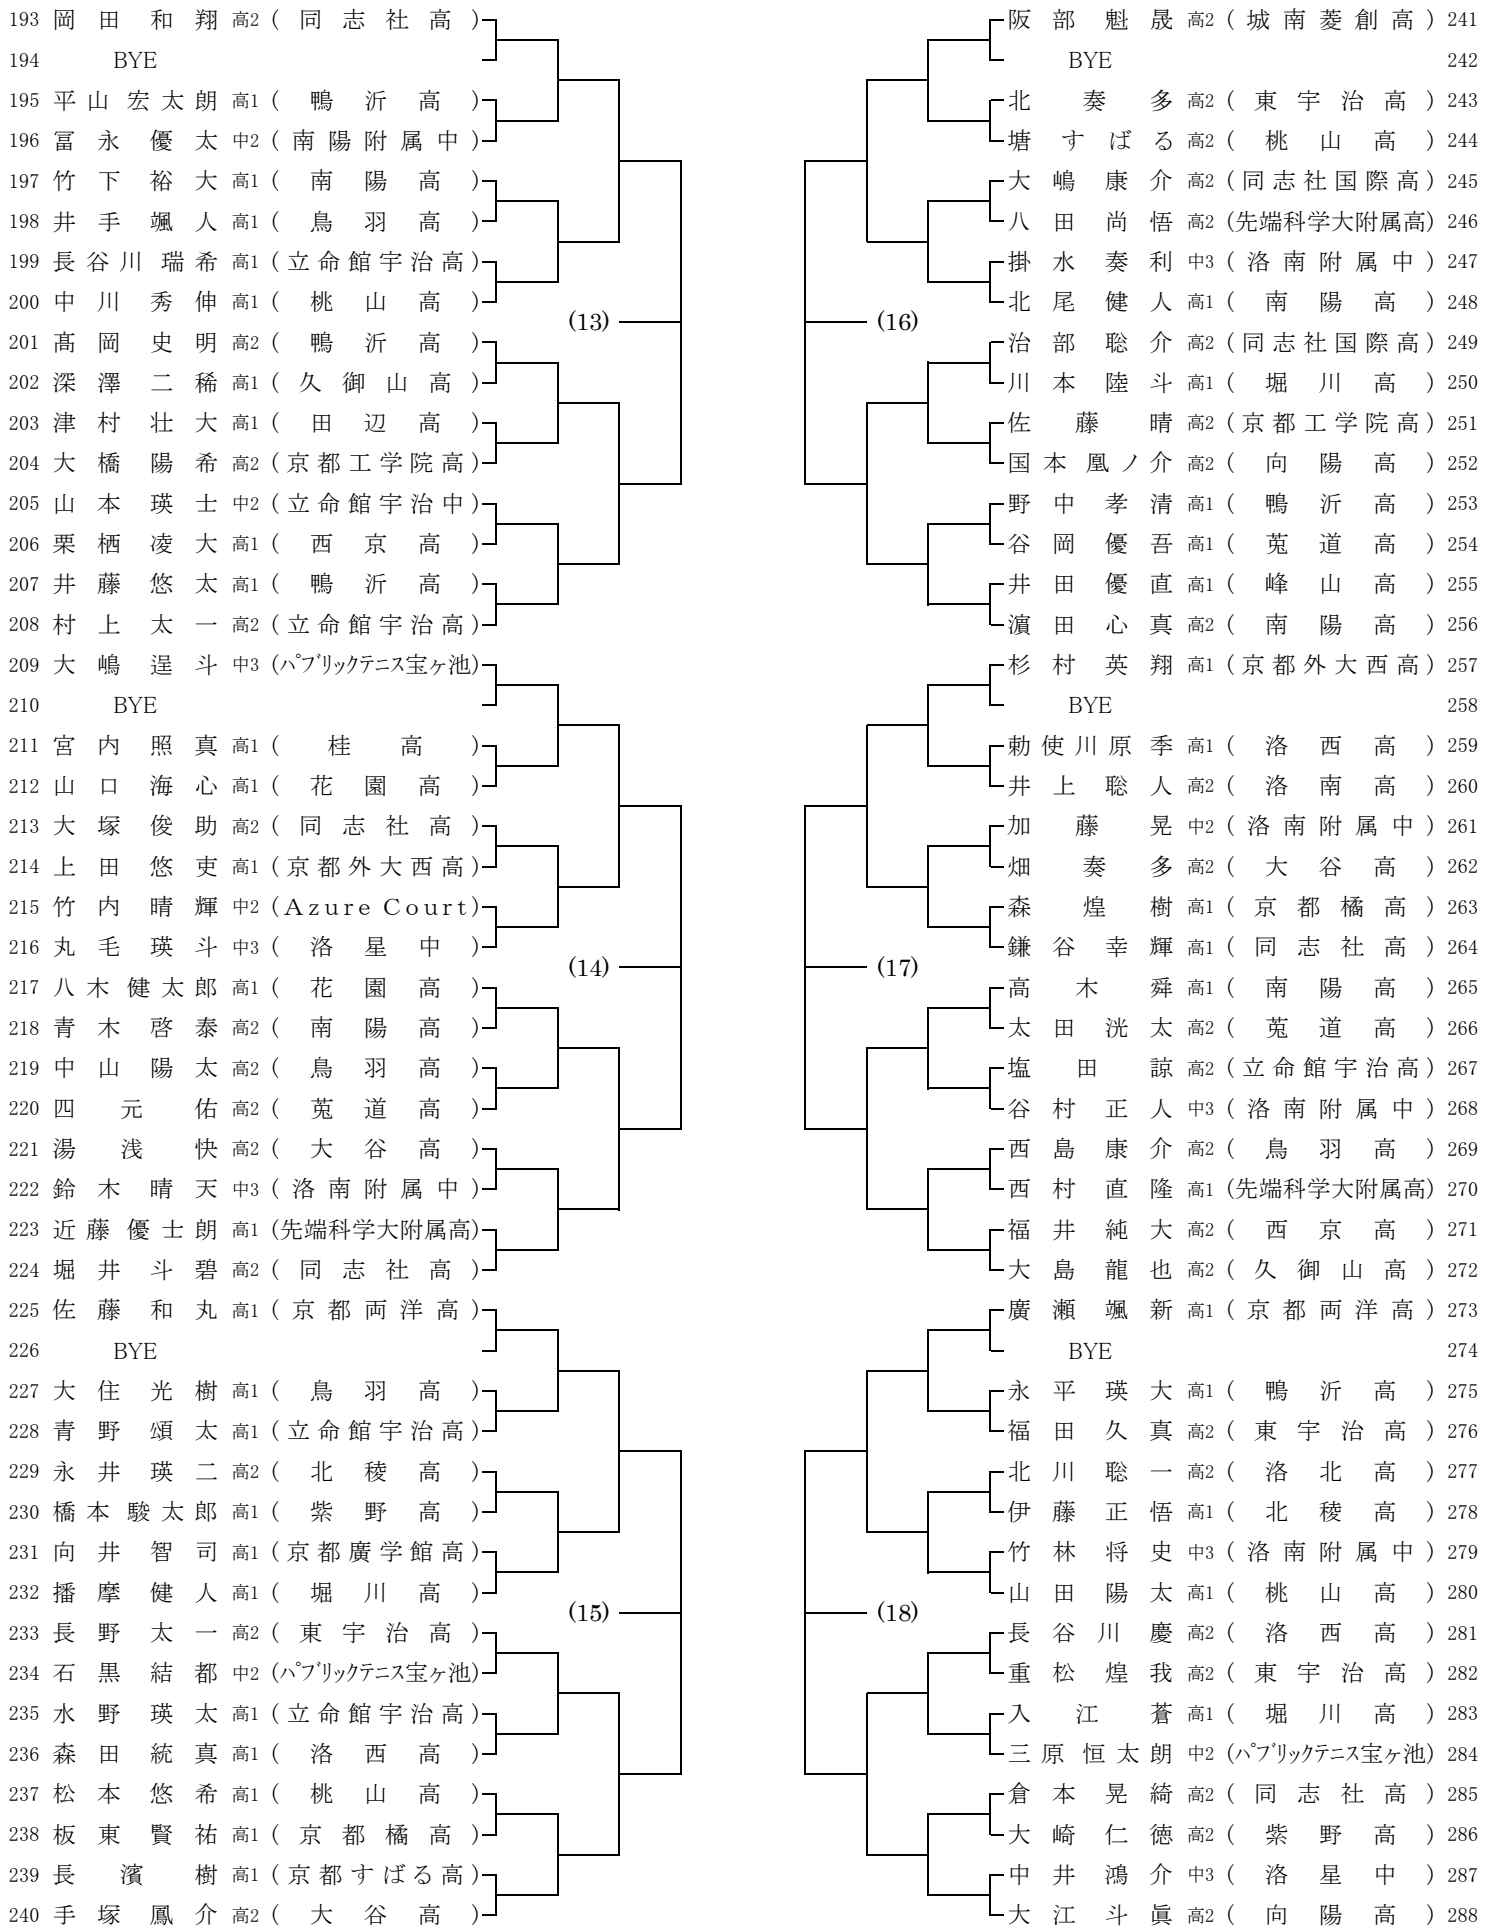 193 岡田和翔 高2 (同志社高)
194 BYE
195 平山宏太朗 高1 (鴨沂高)
196 冨永優太 中2 (南陽附属中)
197 竹下裕大 高1 (南陽高)
198 井手颯人 高1 (鳥羽高)
199 長谷川瑞希 高1 (立命館宇治高)
200 中川秀伸 高1 (桃山高)
(13)
201 髙岡史明 高2 (鴨沂高)
202 深澤二稀 高1 (久御山高)
203 津村壮大 高1 (田辺高)
204 大橋陽希 高2 (京都工学院高)
205 山本瑛士 中2 (立命館宇治中)
206 栗栖凌大 高1 (西京高)
207 井藤悠太 高1 (鴨沂高)
208 村上太一 高2 (立命館宇治高)
209 大嶋逞斗 中3 (パブリックテニス宝ヶ池)
210 BYE
211 宮内照真 高1 (桂高)
212 山口海心 高1 (花園高)
213 大塚俊助 高2 (同志社高)
214 上田悠吏 高1 (京都外大西高)
215 竹内晴輝 中2 (Azure Court)
216 丸毛瑛斗 中3 (洛星中)
(14)
217 八木健太郎 高1 (花園高)
218 青木啓泰 高2 (南陽高)
219 中山陽太 高2 (鳥羽高)
220 四元佑 高2 (莵道高)
221 湯浅快 高2 (大谷高)
222 鈴木晴天 中3 (洛南附属中)
223 近藤優士朗 高1 (先端科学大附属高)
224 堀井斗碧 高2 (同志社高)
225 佐藤和丸 高1 (京都両洋高)
226 BYE
227 大住光樹 高1 (鳥羽高)
228 青野頌太 高1 (立命館宇治高)
229 永井瑛二 高2 (北稜高)
230 橋本駿太郎 高1 (紫野高)
231 向井智司 高1 (京都廣学館高)
232 播摩健人 高1 (堀川高)
(15)
233 長野太一 高2 (東宇治高)
234 石黒結都 中2 (パブリックテニス宝ヶ池)
235 水野瑛太 高1 (立命館宇治高)
236 森田統真 高1 (洛西高)
237 松本悠希 高1 (桃山高)
238 板東賢祐 高1 (京都橘高)
239 長濱樹 高1 (京都すばる高)
240 手塚鳳介 高2 (大谷高)
阪部魁晟 高2 (城南菱創高) 241
BYE 242
北奏多 高2 (東宇治高) 243
塘すばる 高2 (桃山高) 244
大嶋康介 高2 (同志社国際高) 245
八田尚悟 高2 (先端科学大附属高) 246
掛水奏利 中3 (洛南附属中) 247
北尾健人 高1 (南陽高) 248
(16)
治部聡介 高2 (同志社国際高) 249
川本陸斗 高1 (堀川高) 250
佐藤晴 高2 (京都工学院高) 251
国本凰ノ介 高2 (向陽高) 252
野中孝清 高1 (鴨沂高) 253
谷岡優吾 高1 (莵道高) 254
井田優直 高1 (峰山高) 255
濵田心真 高2 (南陽高) 256
杉村英翔 高1 (京都外大西高) 257
BYE 258
勅使川原季 高1 (洛西高) 259
井上聡人 高2 (洛南高) 260
加藤晃 中2 (洛南附属中) 261
畑奏多 高2 (大谷高) 262
森煌樹 高1 (京都橘高) 263
鎌谷幸輝 高1 (同志社高) 264
(17)
高木舜 高1 (南陽高) 265
太田洸太 高2 (莵道高) 266
塩田諒 高2 (立命館宇治高) 267
谷村正人 中3 (洛南附属中) 268
西島康介 高2 (鳥羽高) 269
西村直隆 高1 (先端科学大附属高) 270
福井純大 高2 (西京高) 271
大島龍也 高2 (久御山高) 272
廣瀬颯新 高1 (京都両洋高) 273
BYE 274
永平瑛大 高1 (鴨沂高) 275
福田久真 高2 (東宇治高) 276
北川聡一 高2 (洛北高) 277
伊藤正悟 高1 (北稜高) 278
竹林将史 中3 (洛南附属中) 279
山田陽太 高1 (桃山高) 280
(18)
長谷川慶 高2 (洛西高) 281
重松煌我 高2 (東宇治高) 282
入江蒼 高1 (堀川高) 283
三原恒太朗 中2 (パブリックテニス宝ヶ池) 284
倉本晃綺 高2 (同志社高) 285
大崎仁徳 高2 (紫野高) 286
中井鴻介 中3 (洛星中) 287
大江斗眞 高2 (向陽高) 288